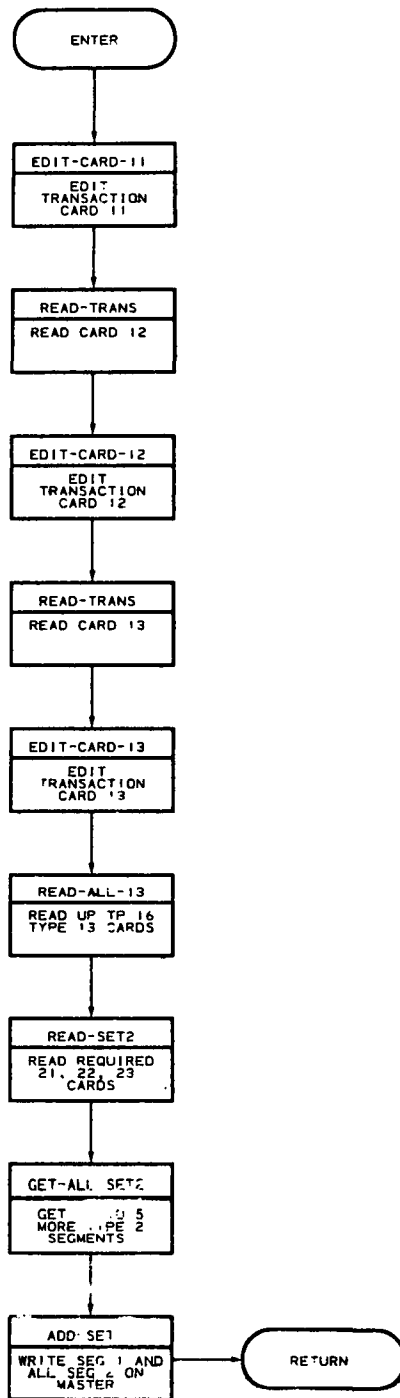 ENTER
EDIT-CARD-11
EDIT
TRANSACTION
CARD 11
READ-TRANS
READ CARD 12
EDIT-CARD-12
EDIT
TRANSACTION
CARD 12
READ-TRANS
READ CARD 13
EDIT-CARD-13
EDIT
TRANSACTION
CARD 13
READ-ALL-13
READ UP TP 16
TYPE 13 CARDS
READ-SET2
READ REQUIRED
21, 22, 23
CARDS
GET-ALL SET2
GET 5
MORE TYPE 2
SEGMENTS
ADD-SET
WRITE SEG 1 AND
ALL SEG 2 ON
MASTER
RETURN